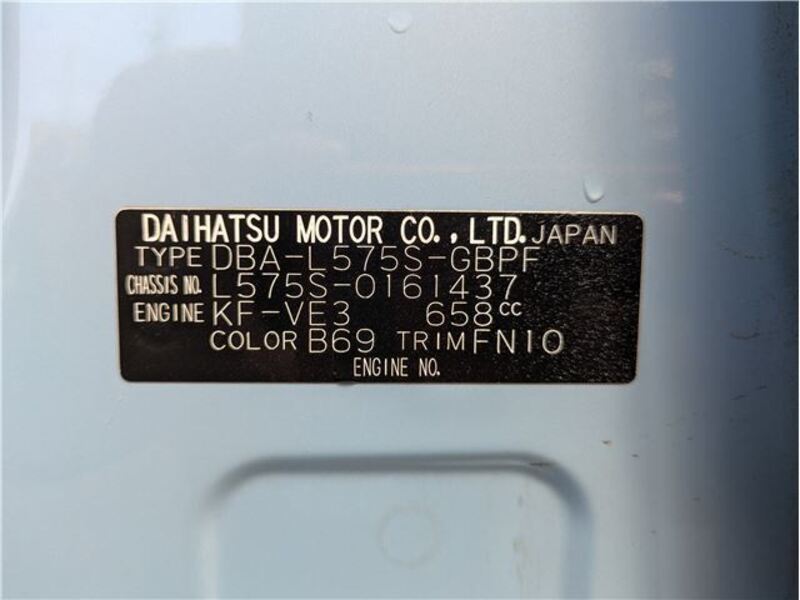 DAIHATSU MOTOR CO., LTD. JAPAN
TYPE DBA-L575S-GBPF
CHASSIS NO. L575S-0161437
ENGINE KF-VE3 658cc
COLOR B69 TRIM FN10
ENGINE NO.